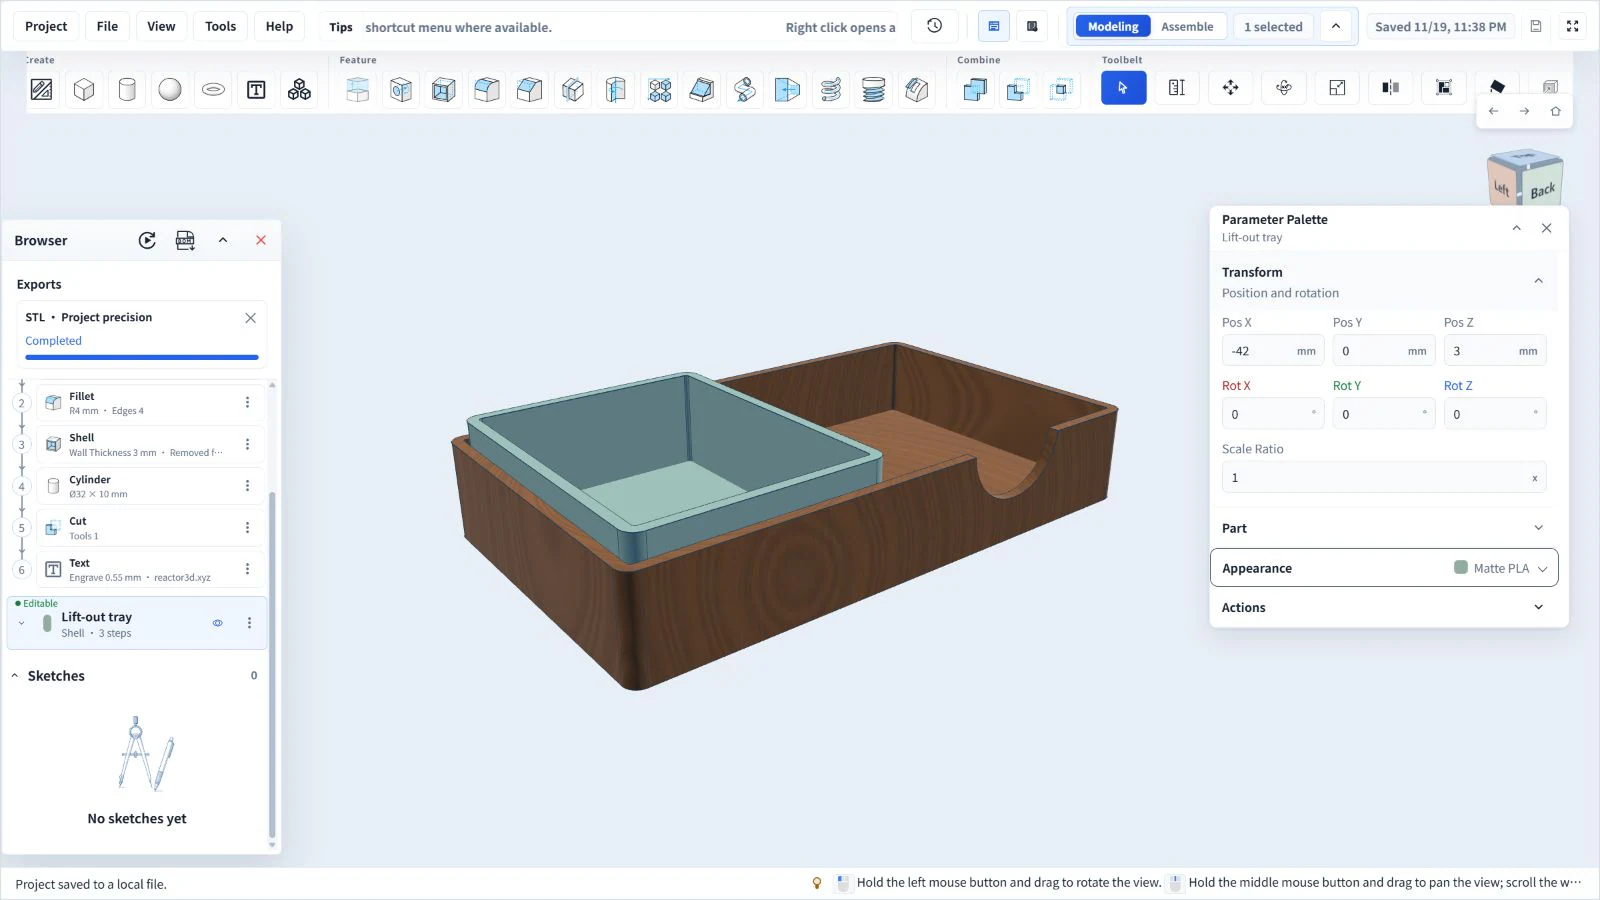 Project File View Tools Help Tips shortcut menu where available. Right click opens a Modeling Assemble 1 selected Saved 11/19, 11:38 PM
Create Feature Combine Toolbelt
Left Back
Browser
Exports
STL • Project precision
Completed
2 Fillet
R4 mm • Edges 4
3 Shell
Wall Thickness 3 mm • Removed f···
4 Cylinder
Ø32 × 10 mm
5 Cut
Tools 1
6 Text
Engrave 0.55 mm • reactor3d.xyz
Editable
Lift-out tray
Shell • 3 steps
Sketches 0
No sketches yet
Parameter Palette
Lift-out tray
Transform
Position and rotation
Pos X Pos Y Pos Z
-42 mm 0 mm 3 mm
Rot X Rot Y Rot Z
0 ° 0 ° 0 °
Scale Ratio
1 x
Part
Appearance Matte PLA
Actions
Project saved to a local file. Hold the left mouse button and drag to rotate the view. Hold the middle mouse button and drag to pan the view; scroll the w···